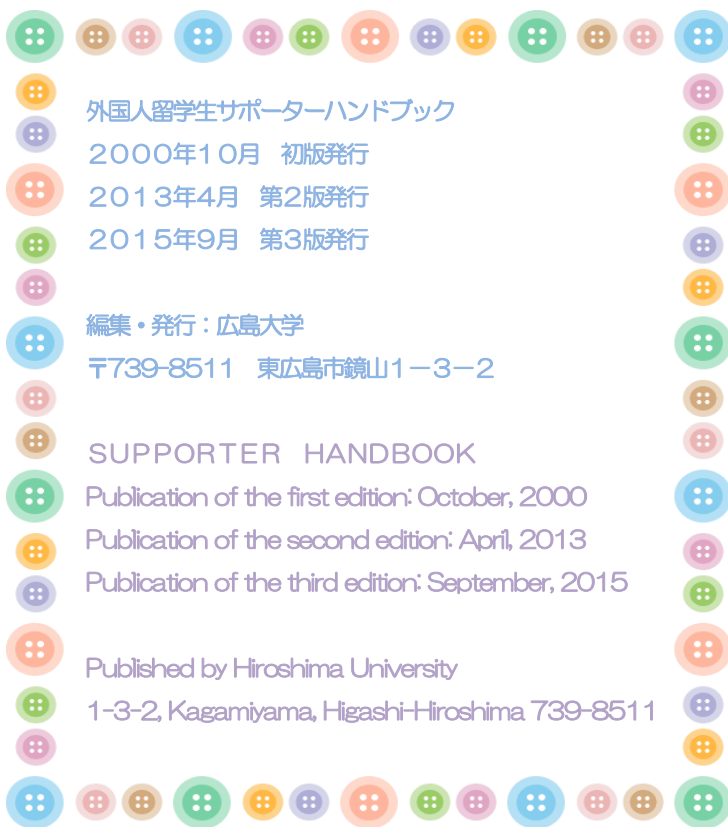 外国人留学生サポーターハンドブック
２０００年１０月　初版発行
２０１３年４月　第２版発行
２０１５年９月　第３版発行
編集・発行：広島大学
〒739-8511　東広島市鏡山１－３－２
ＳＵＰＰＯＲＴＥＲ　ＨＡＮＤＢＯＯＫ
Publication of the first edition: October, 2000
Publication of the second edition: April, 2013
Publication of the third edition: September, 2015
Published by Hiroshima University
1-3-2, Kagamiyama, Higashi-Hiroshima 739-8511